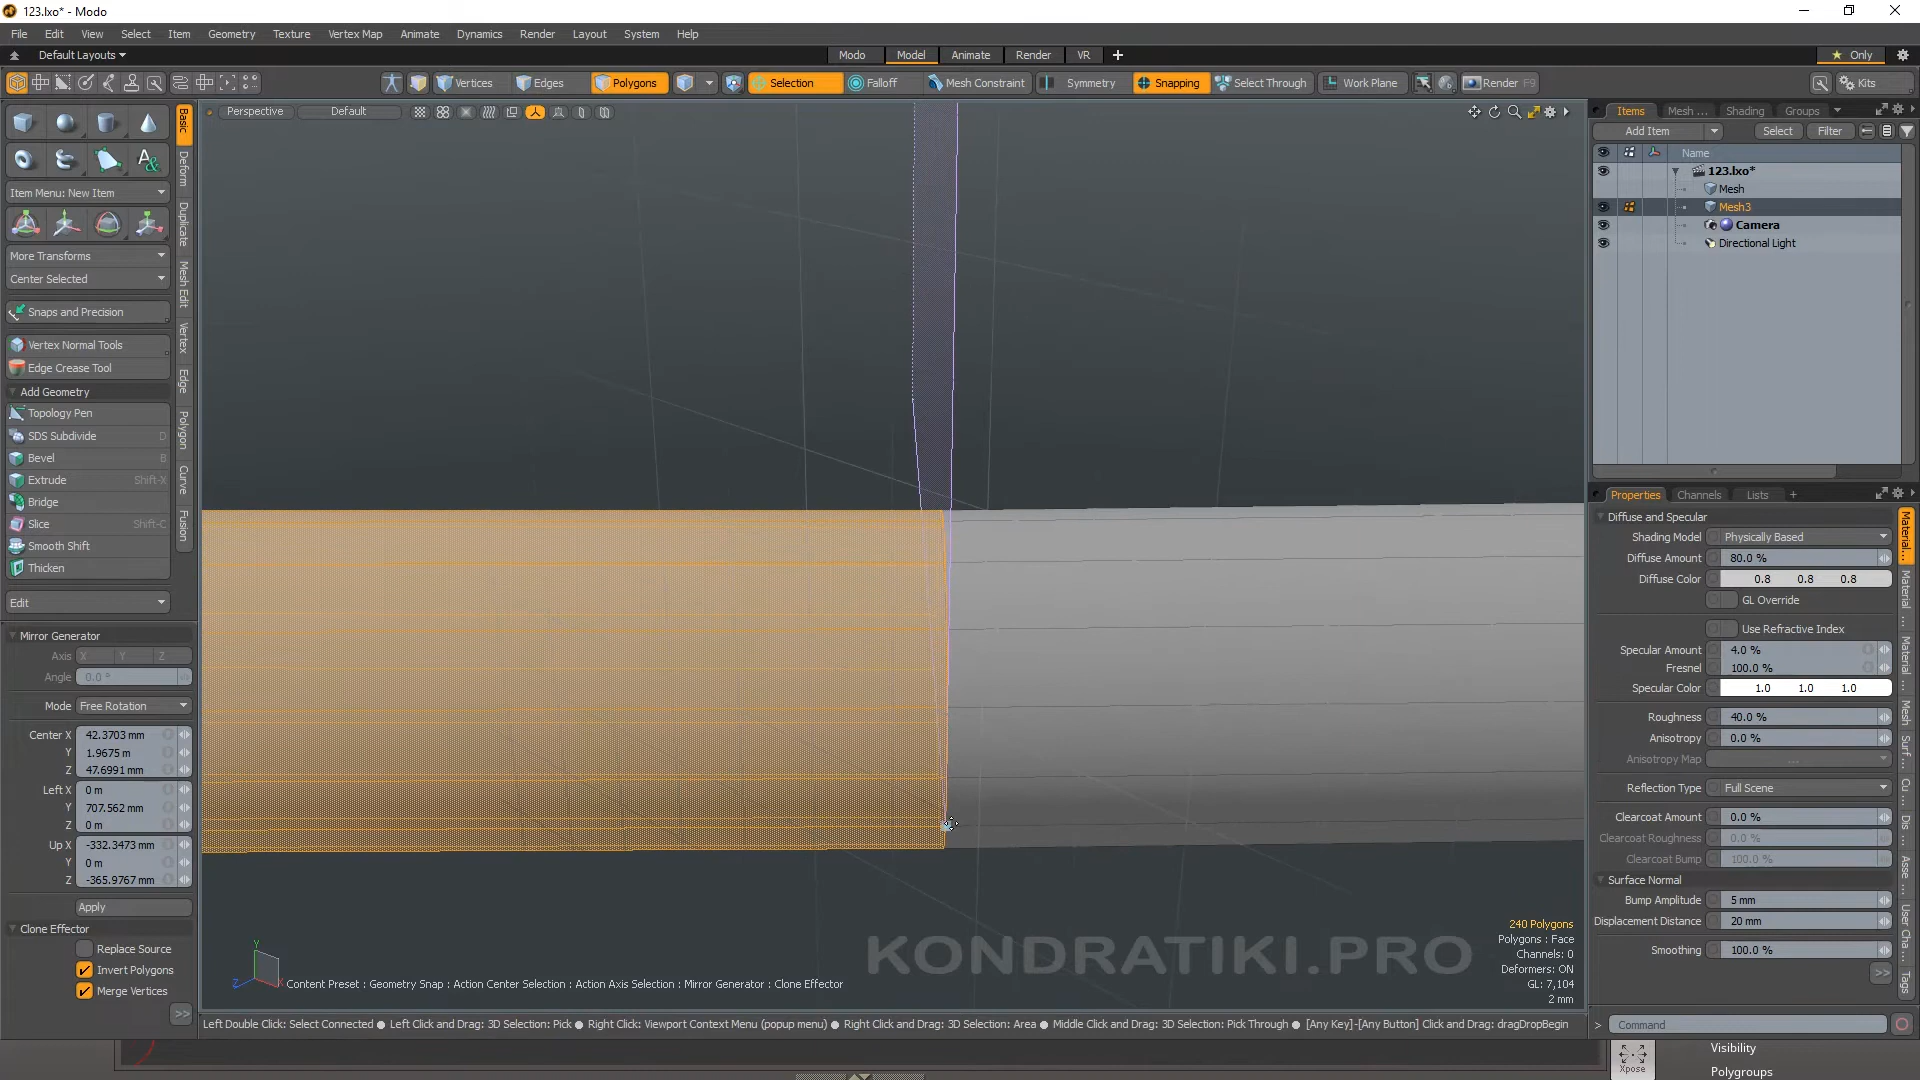 123.lxo* - Modo
File Edit View Select Item Geometry Texture Vertex Map Animate Dynamics Render Layout System Help
Default Layouts Modo Model Animate Render VR + Only
Vertices Edges Polygons Selection Falloff Mesh Constraint Symmetry Snapping Select Through Work Plane Render F9 Kits
Perspective Default
Basic
Deform
Duplicate
Mesh Edit
Vertex
Edge
Polygon
Curve
Fusion
Item Menu: New Item
More Transforms
Center Selected
Snaps and Precision
Vertex Normal Tools
Edge Crease Tool
Add Geometry
Topology Pen
SDS Subdivide D
Bevel B
Extrude Shift-X
Bridge
Slice Shift-C
Smooth Shift
Thicken
Edit
Mirror Generator
Axis X Y Z
Angle 0.0 °
Mode Free Rotation
Center X 42.3703 mm
Y 1.9675 m
Z 47.6991 mm
Left X 0 m
Y 707.562 mm
Z 0 m
Up X -332.3473 mm
Y 0 m
Z -365.9767 mm
Apply
Clone Effector
Replace Source
Invert Polygons
Merge Vertices
>>
Y
Z
X
Content Preset : Geometry Snap : Action Center Selection : Action Axis Selection : Mirror Generator : Clone Effector
240 Polygons
Polygons : Face
Channels: 0
Deformers: ON
GL: 7,104
2 mm
KONDRATIKI.PRO
Left Double Click: Select Connected ● Left Click and Drag: 3D Selection: Pick ● Right Click: Viewport Context Menu (popup menu) ● Right Click and Drag: 3D Selection: Area ● Middle Click and Drag: 3D Selection: Pick Through ● [Any Key]-[Any Button] Click and Drag: dragDropBegin
Items Mesh ... Shading Groups
Add Item Select Filter
Name
123.lxo*
Mesh
Mesh3
Camera
Directional Light
Properties Channels Lists +
Diffuse and Specular
Shading Model Physically Based
Diffuse Amount 80.0 %
Diffuse Color 0.8 0.8 0.8
GL Override
Use Refractive Index
Specular Amount 4.0 %
Fresnel 100.0 %
Specular Color 1.0 1.0 1.0
Roughness 40.0 %
Anisotropy 0.0 %
Anisotropy Map ....
Reflection Type Full Scene
Clearcoat Amount 0.0 %
Clearcoat Roughness 0.0 %
Clearcoat Bump 100.0 %
Surface Normal
Bump Amplitude 5 mm
Displacement Distance 20 mm
Smoothing 100.0 %
>>
Material...
Material ...
Material ...
Mesh
Surf...
Cu ...
Dis ...
Asse ...
User Cha...
Tags
> Command
Xpose
Visibility
Polygroups